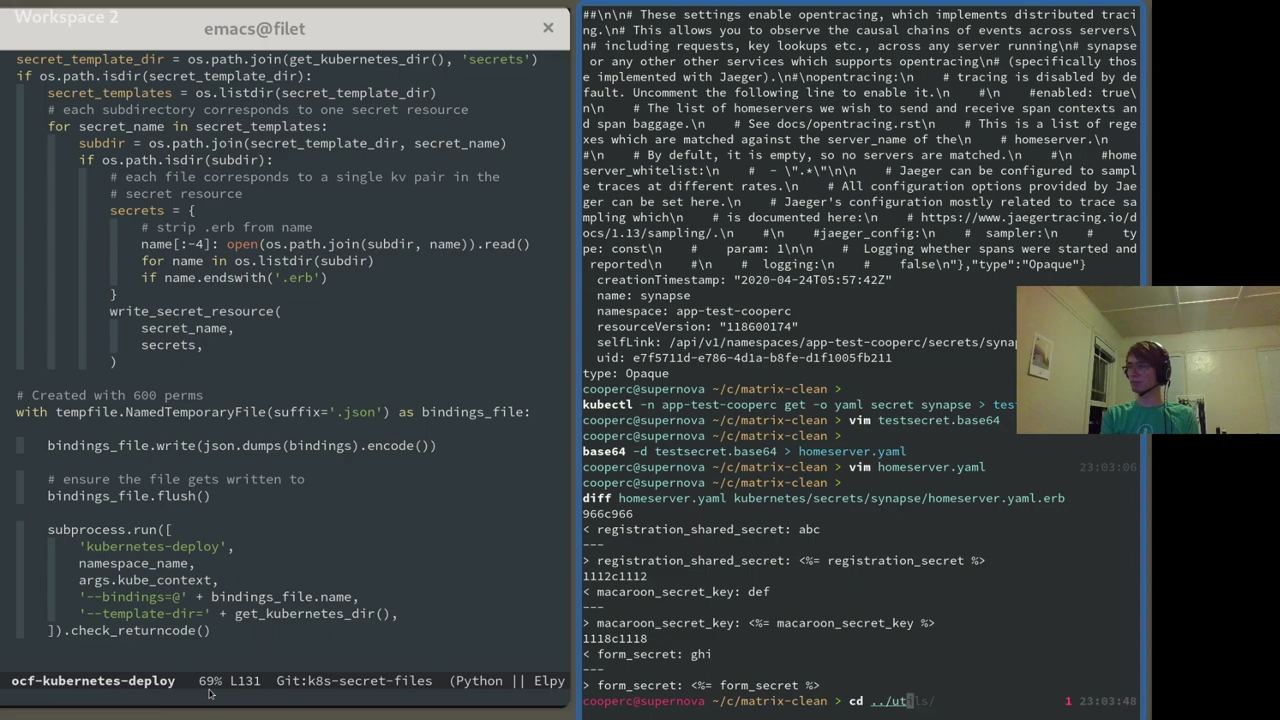 Workspace 2
emacs@filet
×
secret_template_dir = os.path.join(get_kubernetes_dir(), 'secrets')
if os.path.isdir(secret_template_dir):
secret_templates = os.listdir(secret_template_dir)
# each subdirectory corresponds to one secret resource
for secret_name in secret_templates:
subdir = os.path.join(secret_template_dir, secret_name)
if os.path.isdir(subdir):
# each file corresponds to a single kv pair in the
# secret resource
secrets = {
# strip .erb from name
name[:-4]: open(os.path.join(subdir, name)).read()
for name in os.listdir(subdir)
if name.endswith('.erb')
}
write_secret_resource(
secret_name,
secrets,
)
# Created with 600 perms
with tempfile.NamedTemporaryFile(suffix='.json') as bindings_file:
bindings_file.write(json.dumps(bindings).encode())
# ensure the file gets written to
bindings_file.flush()
subprocess.run([
'kubernetes-deploy',
namespace_name,
args.kube_context,
'--bindings=@' + bindings_file.name,
'--template-dir=' + get_kubernetes_dir(),
]).check_returncode()
ocf-kubernetes-deploy 69% L131 Git:k8s-secret-files (Python || Elpy
##\n\n# These settings enable opentracing, which implements distributed traci
ng.\n# This allows you to observe the causal chains of events across servers\
n# including requests, key lookups etc., across any server running\n# synapse
or any other other services which supports opentracing\n# (specifically thos
e implemented with Jaeger).\n#\nopentracing:\n # tracing is disabled by de
fault. Uncomment the following line to enable it.\n #\n #enabled: true\
n\n # The list of homeservers we wish to send and receive span contexts an
d span baggage.\n # See docs/opentracing.rst\n # This is a list of rege
xes which are matched against the server_name of the\n # homeserver.\n
#\n # By defult, it is empty, so no servers are matched.\n #\n #home
server_whitelist:\n # - \".*\"\n\n # Jaeger can be configured to sampl
e traces at different rates.\n # All configuration options provided by Jae
ger can be set here.\n # Jaeger's configuration mostly related to trace sa
mpling which\n # is documented here:\n # https://www.jaegertracing.io/d
ocs/1.13/sampling/.\n #\n #jaeger_config:\n # sampler:\n # ty
pe: const\n # param: 1\n\n # Logging whether spans were started and
reported\n #\n # logging:\n # false\n"},"type":"Opaque"}
creationTimestamp: "2020-04-24T05:57:42Z"
name: synapse
namespace: app-test-cooperc
resourceVersion: "118600174"
selfLink: /api/v1/namespaces/app-test-cooperc/secrets/synap
uid: e7f5711d-e786-4d1a-b8fe-d1f1005fb211
type: Opaque
cooperc@supernova ~/c/matrix-clean >
kubectl -n app-test-cooperc get -o yaml secret synapse > tes
cooperc@supernova ~/c/matrix-clean > vim testsecret.base64
cooperc@supernova ~/c/matrix-clean >
base64 -d testsecret.base64 > homeserver.yaml
cooperc@supernova ~/c/matrix-clean > vim homeserver.yaml 23:03:06
cooperc@supernova ~/c/matrix-clean >
diff homeserver.yaml kubernetes/secrets/synapse/homeserver.yaml.erb
966c966
< registration_shared_secret: abc
---
> registration_shared_secret: <%= registration_secret %>
1112c1112
< macaroon_secret_key: def
---
> macaroon_secret_key: <%= macaroon_secret_key %>
1118c1118
< form_secret: ghi
---
> form_secret: <%= form_secret %>
cooperc@supernova ~/c/matrix-clean > cd ../utils/ 1 23:03:48